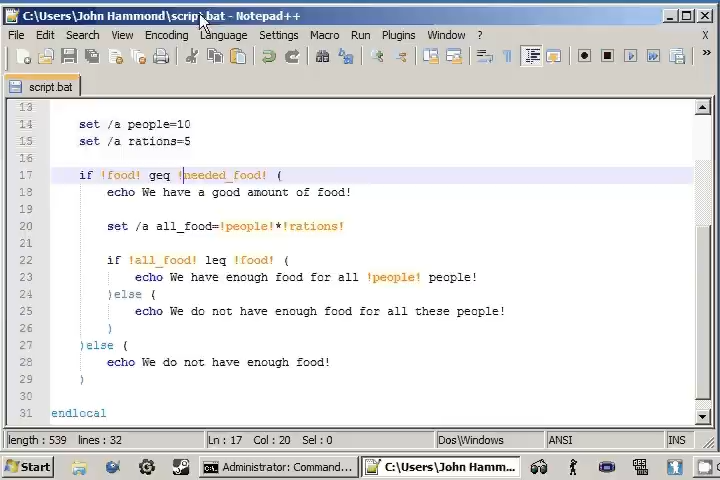 C:\Users\John Hammond\script.bat - Notepad++
File Edit Search View Encoding Language Settings Macro Run Plugins Window ? X
script.bat
13
14 set /a people=10
15 set /a rations=5
16
17 if !food! geq !needed_food! (
18 echo We have a good amount of food!
19
20 set /a all_food=!people!*!rations!
21
22 if !all_food! leq !food! (
23 echo We have enough food for all !people! people!
24 )else (
25 echo We do not have enough food for all these people!
26 )
27 )else (
28 echo We do not have enough food!
29 )
30
31 endlocal
length : 539 lines : 32 Ln : 17 Col : 20 Sel : 0 Dos\Windows ANSI INS
Start Administrator: Command... C:\Users\John Hamm...